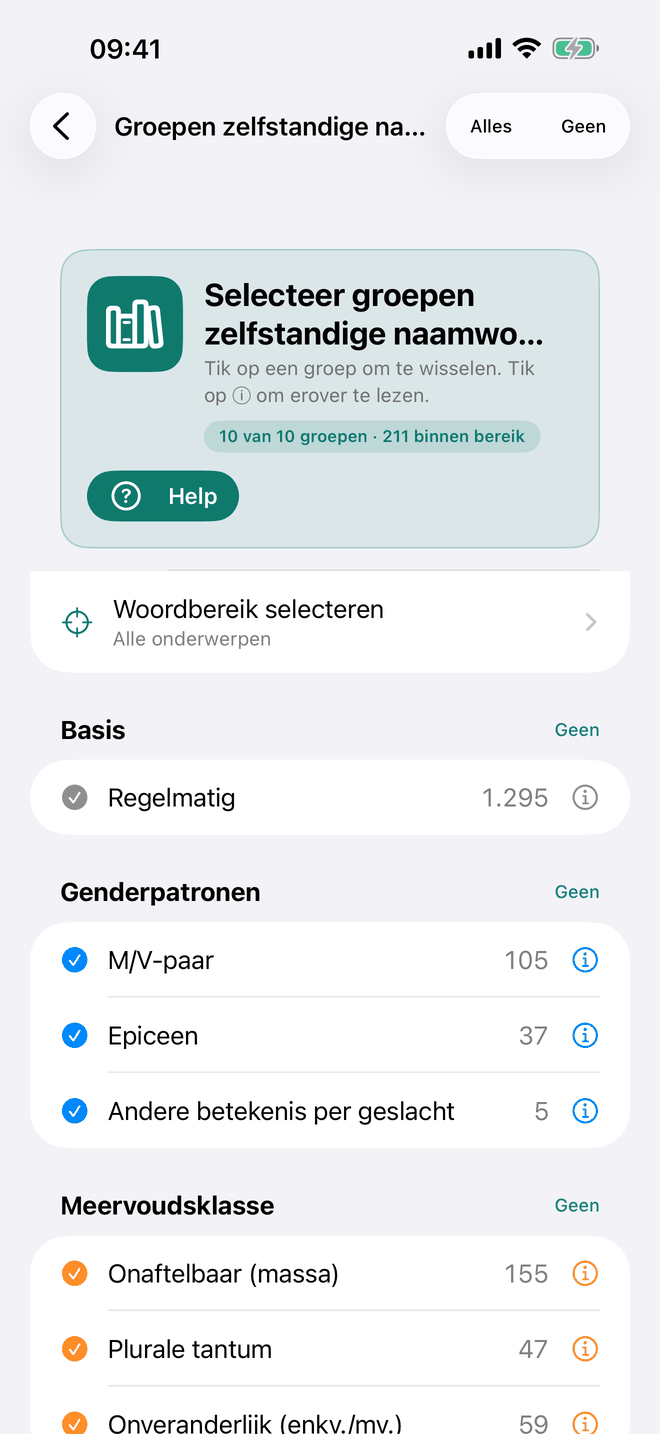 09:41
Groepen zelfstandige na...
Alles
Geen
Selecteer groepen
zelfstandige naamwo...
Tik op een groep om te wisselen. Tik
op ⓘ om erover te lezen.
10 van 10 groepen · 211 binnen bereik
Help
Woordbereik selecteren
Alle onderwerpen
Basis
Geen
Regelmatig
1.295
Genderpatronen
Geen
M/V-paar
105
Epiceen
37
Andere betekenis per geslacht
5
Meervoudsklasse
Geen
Onaftelbaar (massa)
155
Plurale tantum
47
Onveranderlijk (enkv./mv.)
59